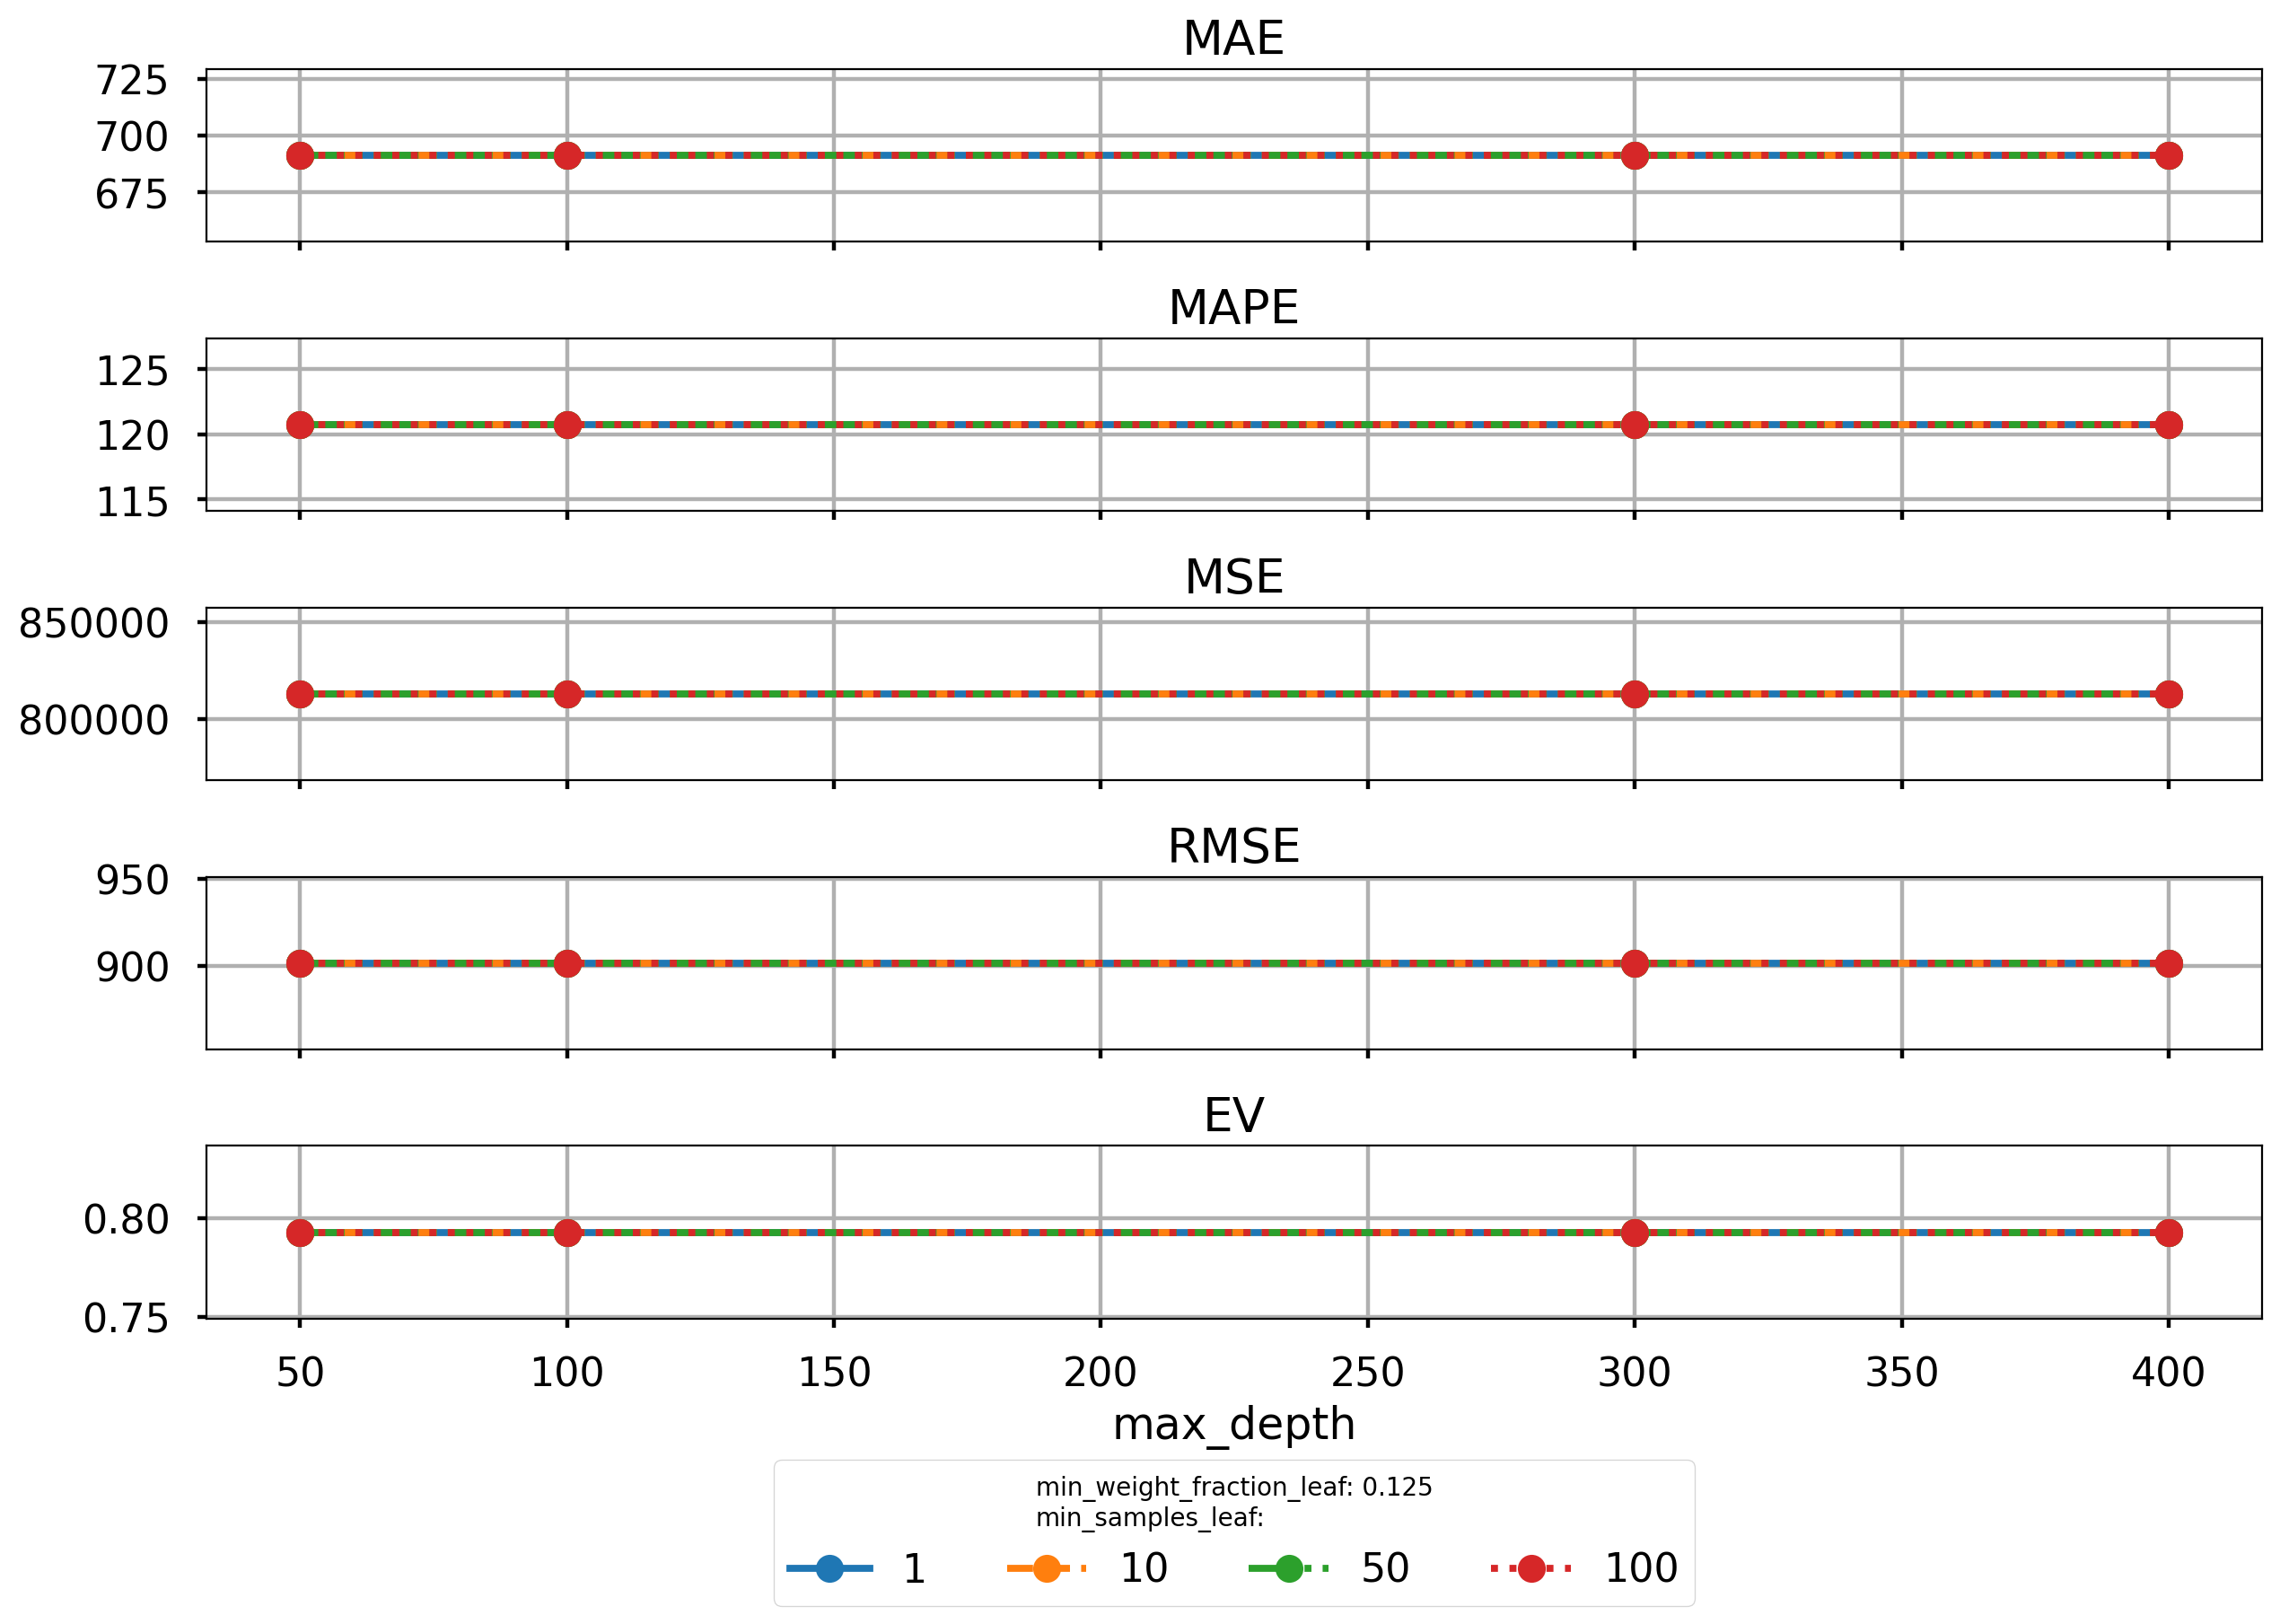 MAE
725
700
675
MAPE
125
120
115
MSE
850000
800000
RMSE
950
900
EV
0.80
0.75
50 100 150 200 250 300 350 400
max_depth
min_weight_fraction_leaf: 0.125
min_samples_leaf:
1 10 50 100